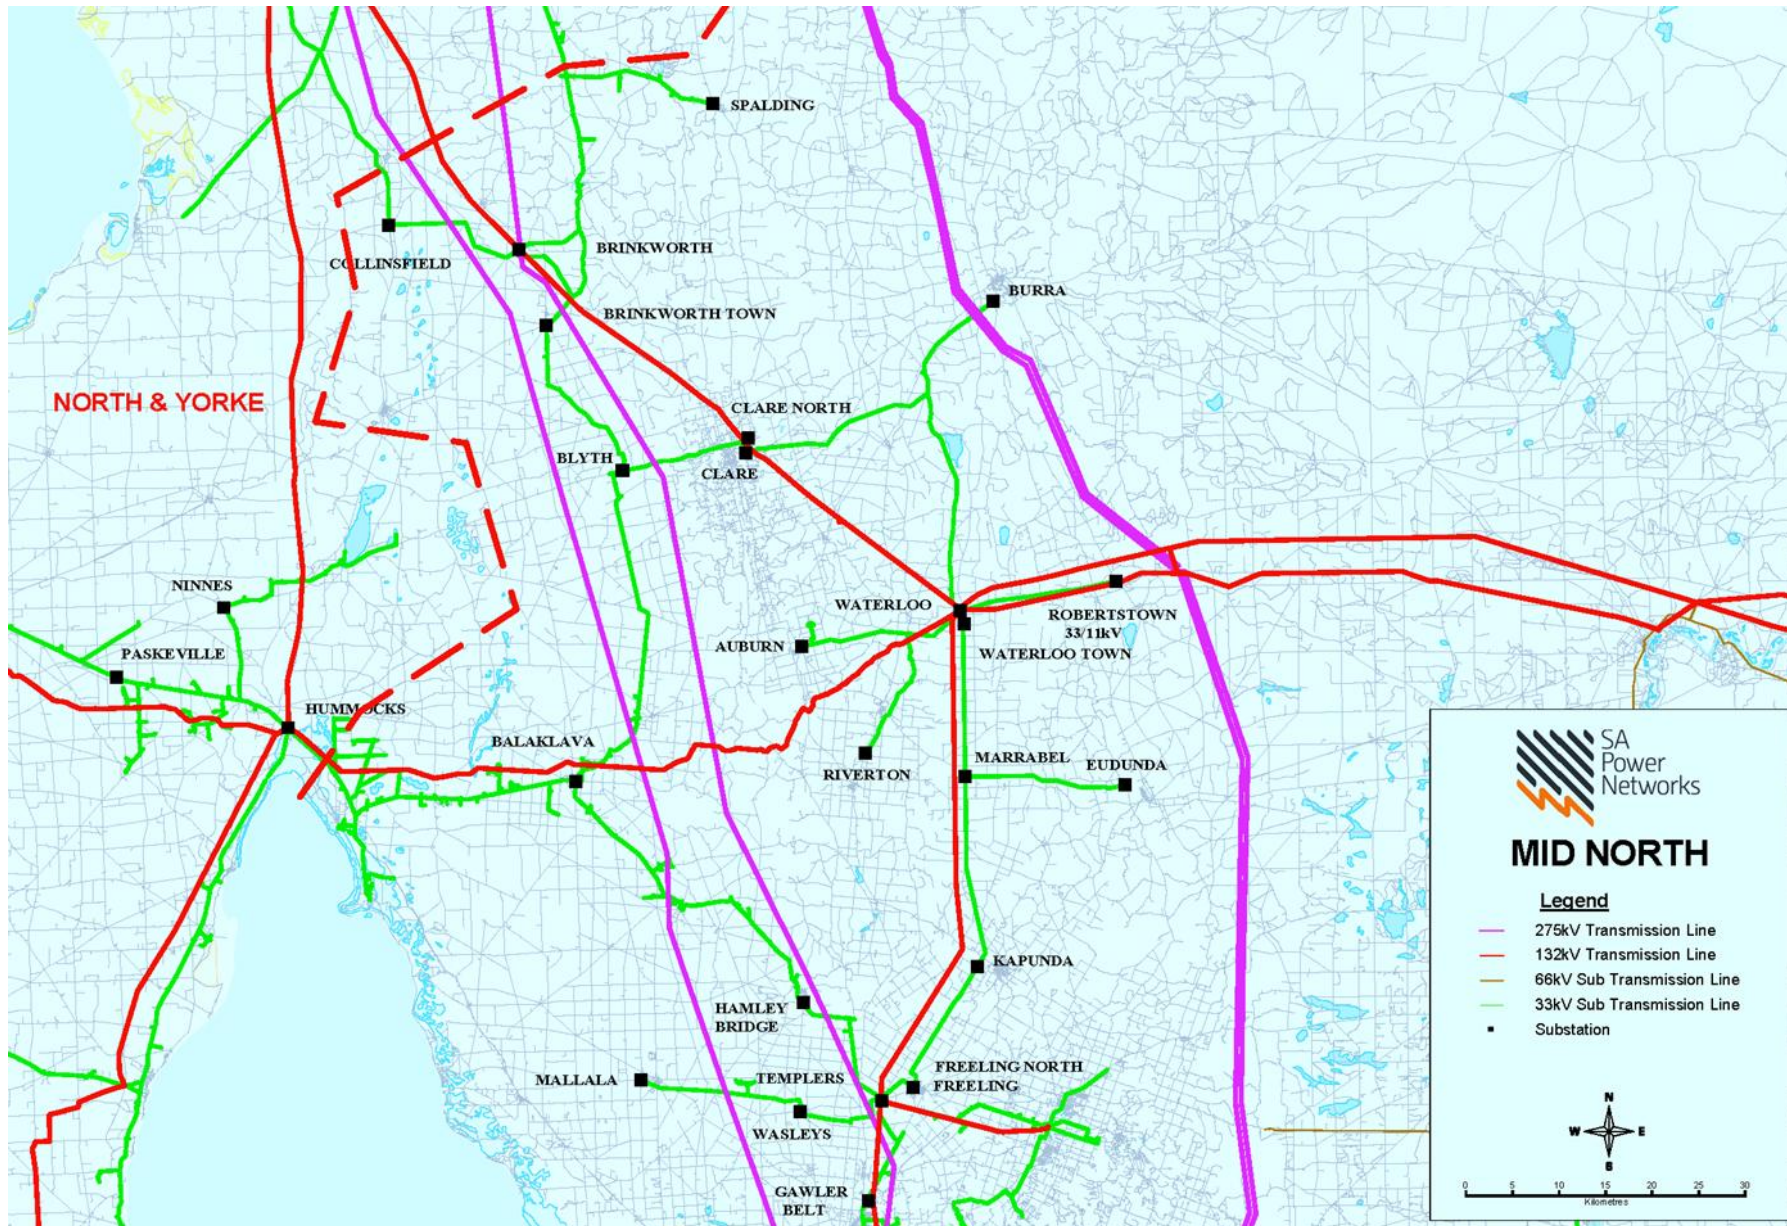 SPALDING
BRINKWORTH
COLLINSFIELD
BURRA
BRINKWORTH TOWN
NORTH & YORKE
CLARE NORTH
BLYTH
CLARE
NINNES
WATERLOO
ROBERTSTOWN
33/11kV
AUBURN
WATERLOO TOWN
PASKEVILLE
HUMMOCKS
BALAKLAVA
RIVERTON
MARRABEL
EUDUNDA
KAPUNDA
HAMLEY
BRIDGE
FREELING NORTH
FREELING
MALLALA
TEMPLERS
WASLEYS
GAWLER
BELT
SA
Power
Networks
MID NORTH
Legend
275kV Transmission Line
132kV Transmission Line
66kV Sub Transmission Line
33kV Sub Transmission Line
Substation
N
W E
S
0 5 10 15 20 25 30
Kilometres